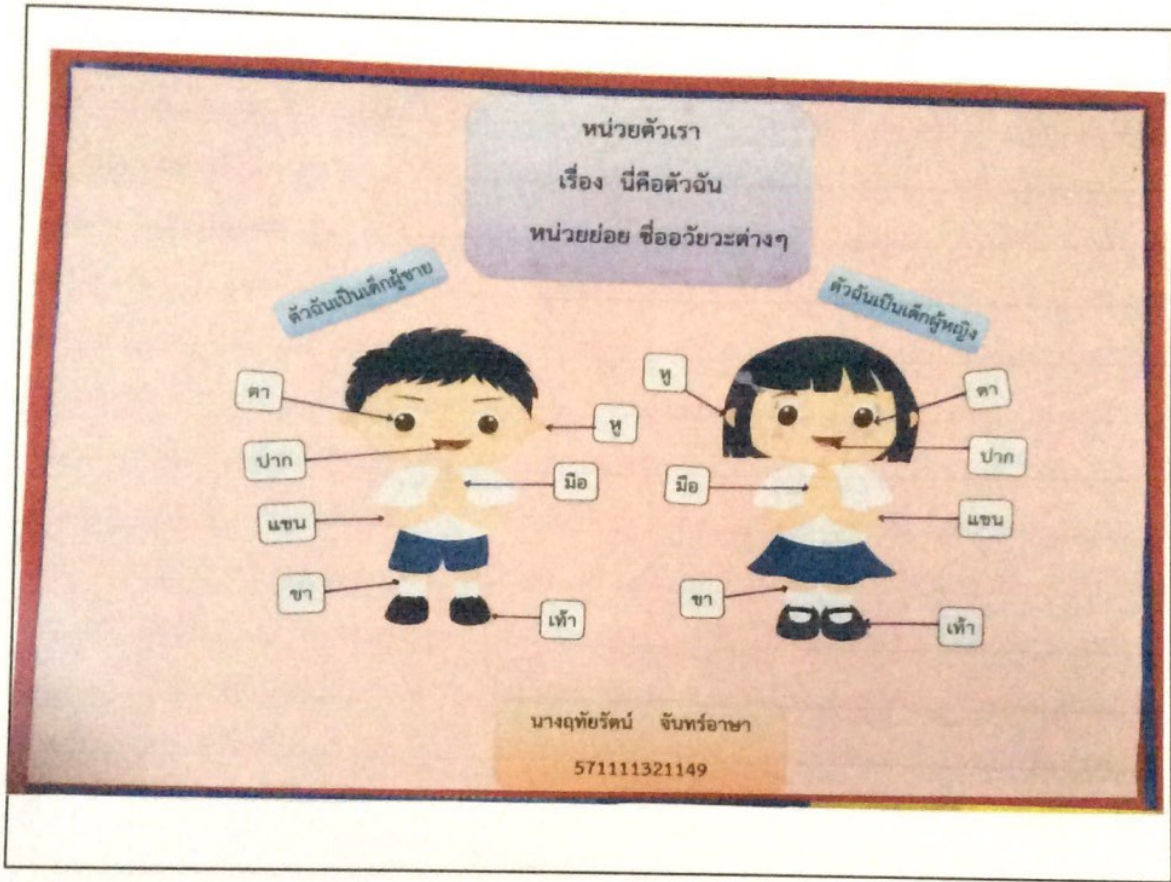 หน่วยตัวเรา
เรื่อง นี่คือตัวฉัน
หน่วยย่อย ชื่ออวัยวะต่างๆ
ตัวฉันเป็นเด็กผู้ชาย
ตัวฉันเป็นเด็กผู้หญิง
ตา
หู
ปาก
มือ
แขน
ขา
เท้า
หู
ตา
ปาก
มือ
แขน
ขา
เท้า
นางฤทัยรัตน์ จันทร์อาษา
571111321149